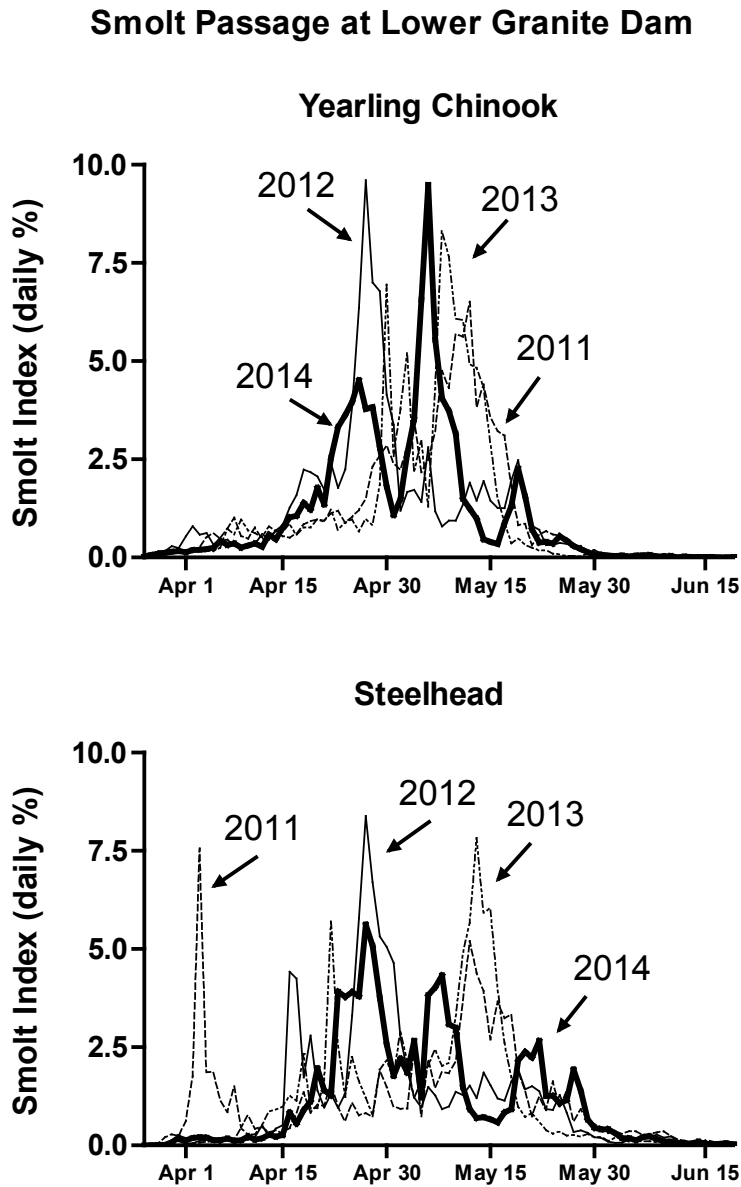 Smolt Passage at Lower Granite Dam
Yearling Chinook
Smolt Index (daily %)
10.0
7.5
5.0
2.5
0.0
2012
2013
2014
2011
Apr 1 Apr 15 Apr 30 May 15 May 30 Jun 15
Steelhead
Smolt Index (daily %)
10.0
7.5
5.0
2.5
0.0
2011
2012
2013
2014
Apr 1 Apr 15 Apr 30 May 15 May 30 Jun 15